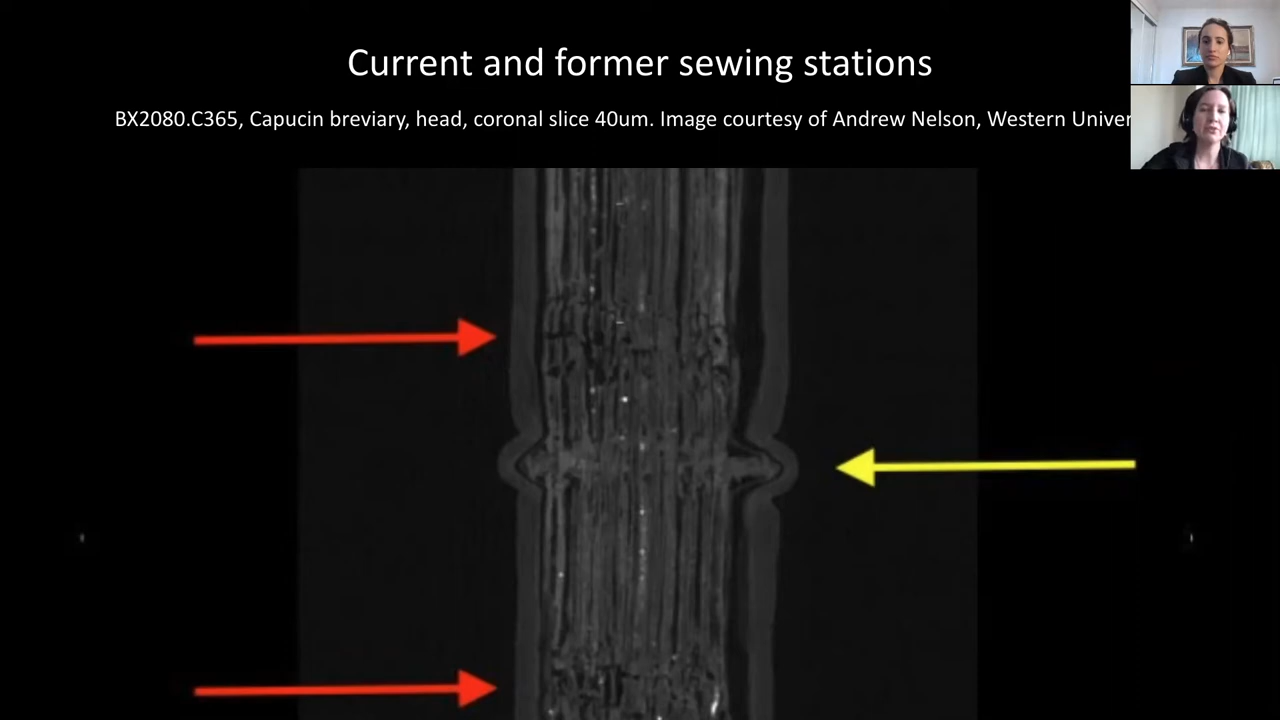 Current and former sewing stations
BX2080.C365, Capucin breviary, head, coronal slice 40um. Image courtesy of Andrew Nelson, Western